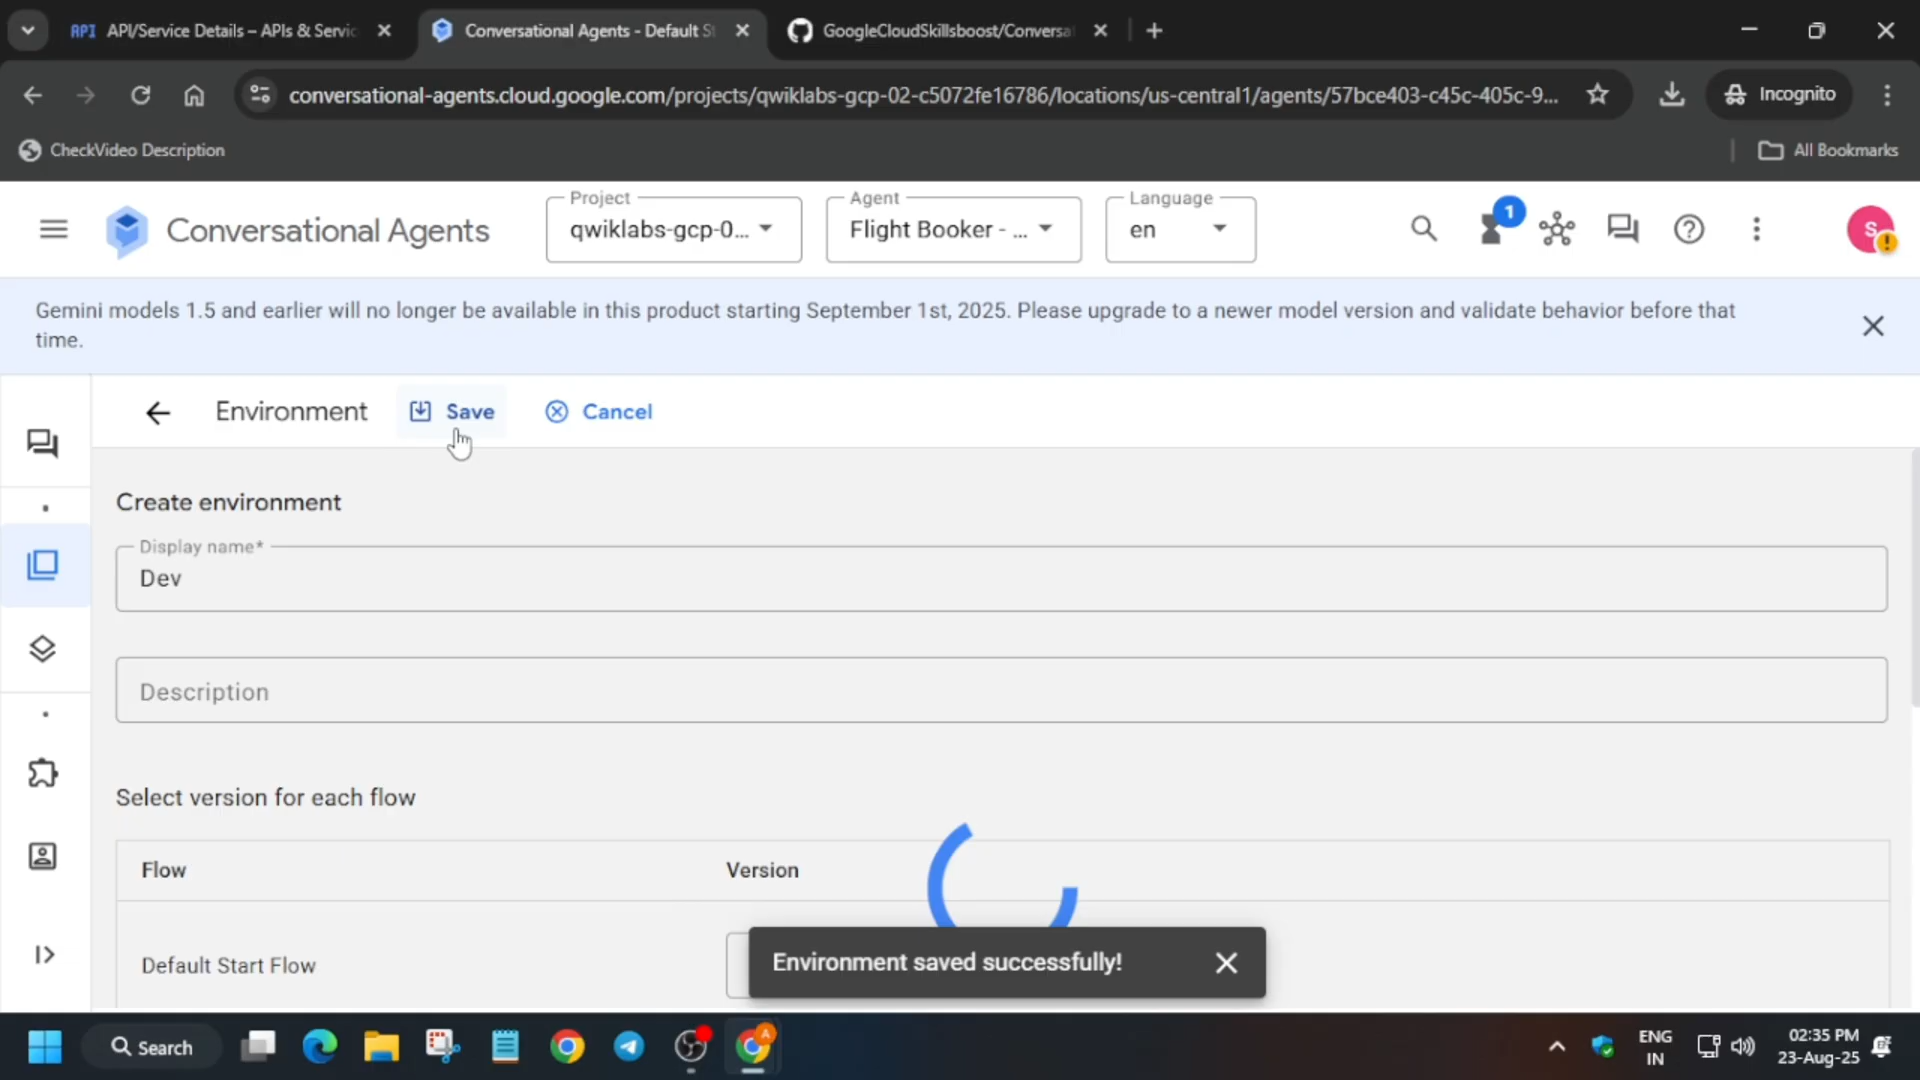 API API/Service Details – APIs & Servic
Conversational Agents - Default St
GoogleCloudSkillsboost/Conversat
conversational-agents.cloud.google.com/projects/qwiklabs-gcp-02-c5072fe16786/locations/us-central1/agents/57bce403-c45c-405c-9...
Incognito
CheckVideo Description
All Bookmarks
Conversational Agents
Project
qwiklabs-gcp-0...
Agent
Flight Booker - ...
Language
en
1
S
!
Gemini models 1.5 and earlier will no longer be available in this product starting September 1st, 2025. Please upgrade to a newer model version and validate behavior before that
time.
Environment
Save
Cancel
Create environment
Display name*
Dev
Description
Select version for each flow
Flow
Version
Default Start Flow
Environment saved successfully!
Search
A
ENG
IN
02:35 PM
23-Aug-25